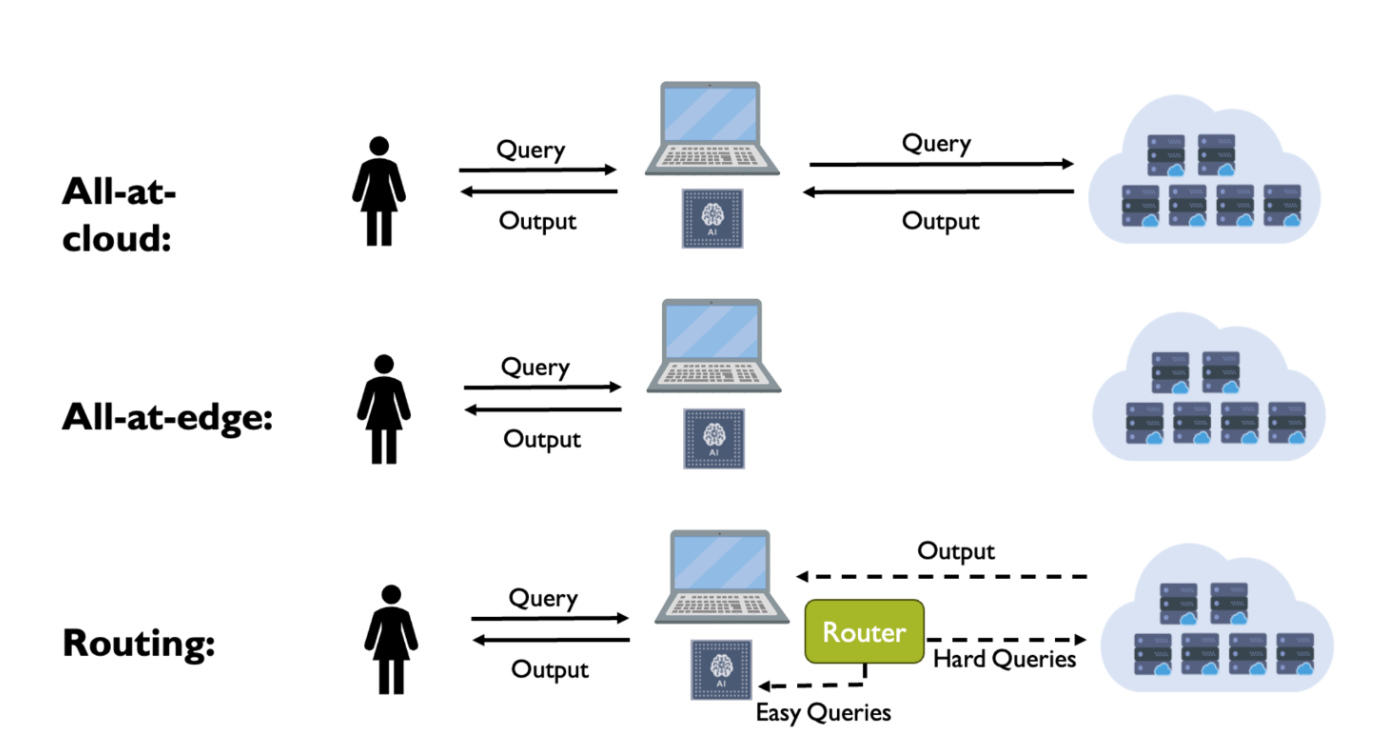 Query
Query
All-at-
cloud:
AI
Output
Output
Query
All-at-edge:
Output
AI
Output
Query
Routing:
Router
Hard Queries
Output
AI
Easy Queries